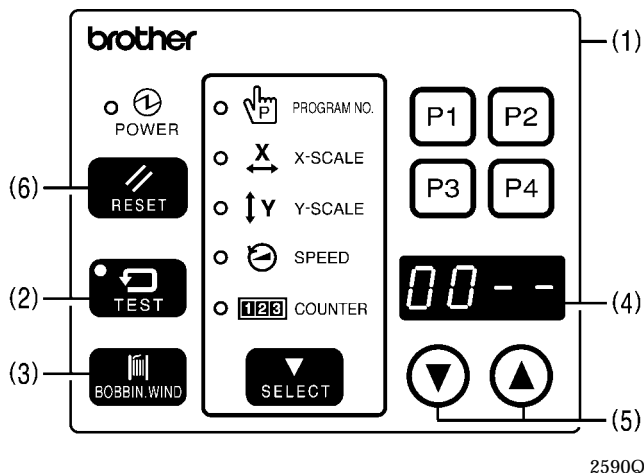 brother
(1)
POWER
PROGRAM NO.
P
P1
P2
X
X-SCALE
(6)
RESET
Y
Y-SCALE
P3
P4
SPEED
(2)
TEST
00--
(4)
123
COUNTER
(3)
BOBBIN.WIND
SELECT
(5)
2590Q